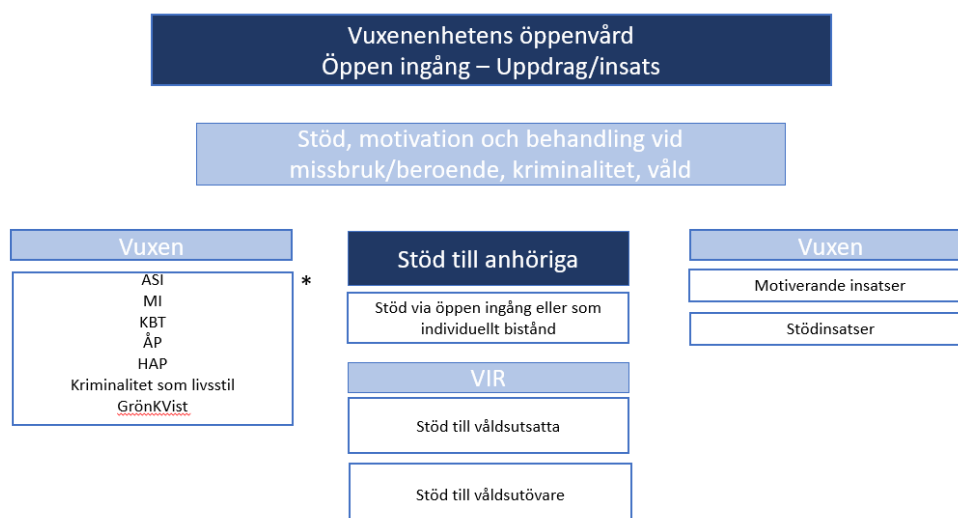 Vuxenenhetens öppenvård
Öppen ingång – Uppdrag/insats
Stöd, motivation och behandling vid
missbruk/beroende, kriminalitet, våld
Vuxen
ASI
MI
KBT
ÅP
HAP
Kriminalitet som livsstil
GrönKVist
*
Stöd till anhöriga
Stöd via öppen ingång eller som
individuellt bistånd
VIR
Stöd till våldsutsatta
Stöd till våldsutövare
Vuxen
Motiverande insatser
Stödinsatser